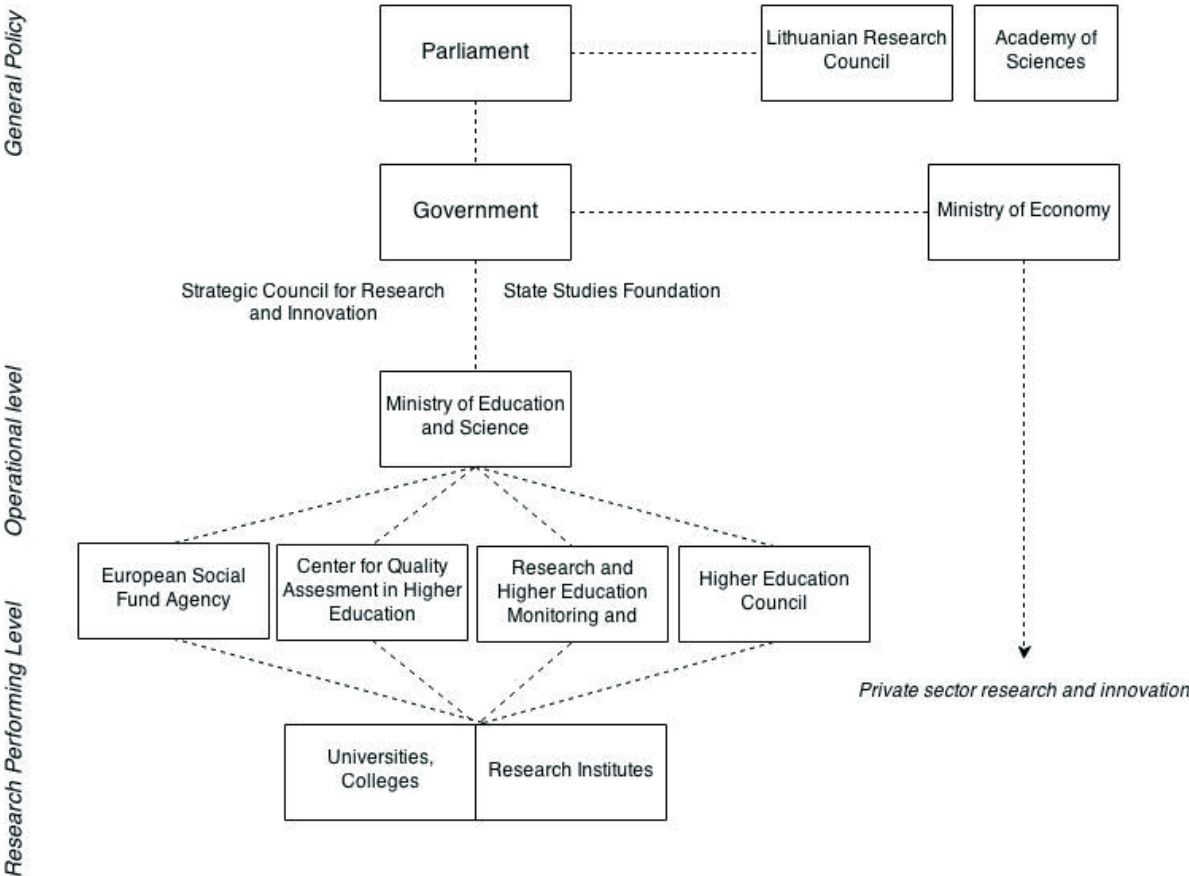 General Policy
Parliament
Lithuanian Research
Council
Academy of
Sciences
Government
Ministry of Economy
Strategic Council for Research
and Innovation
State Studies Foundation
Operational level
Ministry of Education
and Science
European Social
Fund Agency
Center for Quality
Assesment in Higher
Education
Research and
Higher Education
Monitoring and
Higher Education
Council
Research Performing Level
Private sector research and innovation
Universities,
Colleges
Research Institutes